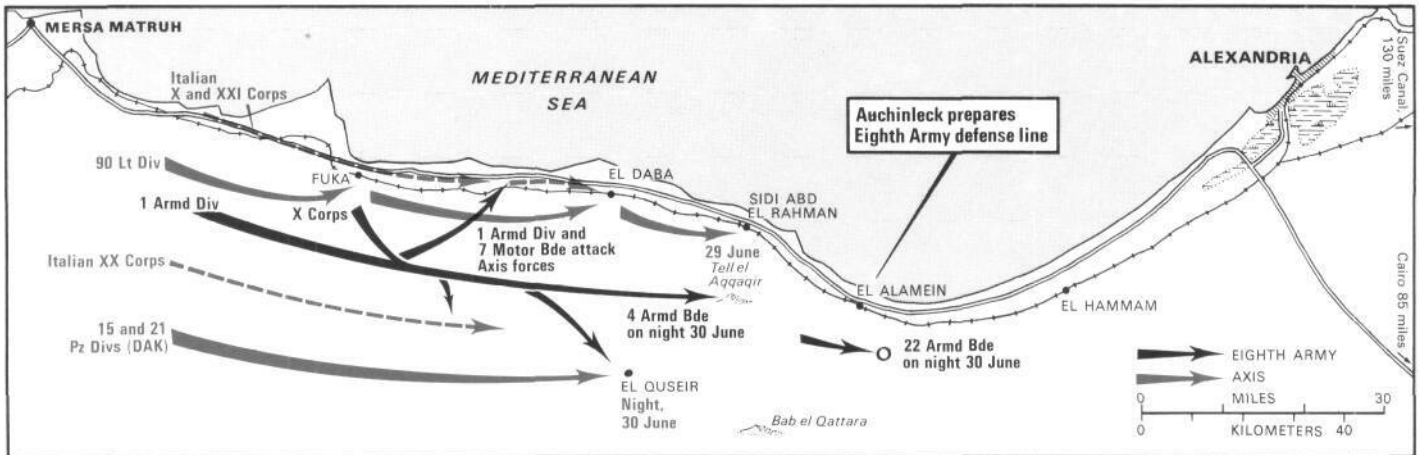 MERSA MATRUH
Italian
X and XXI Corps
MEDITERRANEAN
SEA
ALEXANDRIA
Suez Canal,
130 miles
Auchinleck prepares
Eighth Army defense line
90 Lt Div
FUKA
EL DABA
1 Armd Div
X Corps
SIDI ABD
EL RAHMAN
1 Armd Div and
7 Motor Bde attack
Axis forces
29 June
Tell el
Aqqaqir
Italian XX Corps
EL ALAMEIN
EL HAMMAM
Cairo 85 miles
4 Armd Bde
on night 30 June
15 and 21
Pz Divs (DAK)
22 Armd Bde
on night 30 June
EL QUSEIR
Night,
30 June
Bab el Qattara
EIGHTH ARMY
AXIS
0 MILES 30
0 KILOMETERS 40